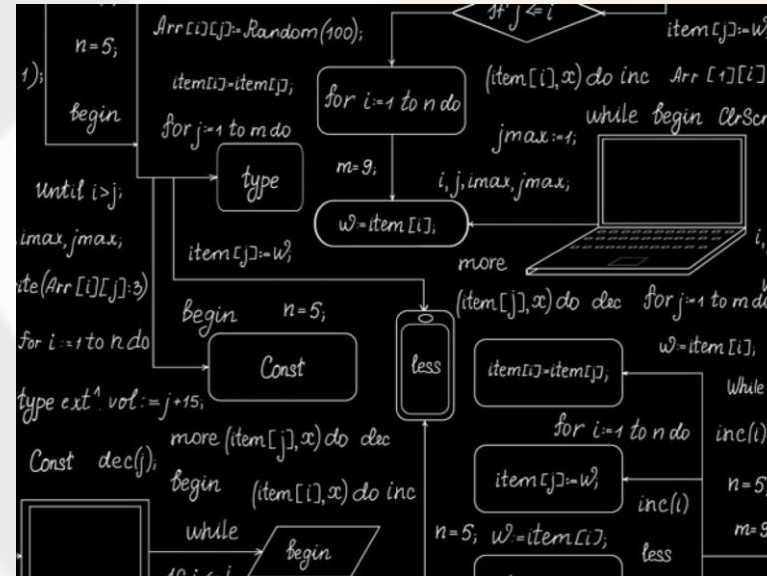 Arr[i][j]:=Random(100);
If j<=i
n=5;
1);
item[i]=item[j];
for i:=1 to n do
(item[i],x) do inc Arr [1][i]
begin
for j:=1 to m do
jmax:=1;
while begin ClrScr
type
m=9;
i, j, imax, jmax;
until i>j;
w:=item[i];
imax, jmax;
item[j]:=w;
more
ite(Arr[i][j]:3)
(item[j],x) do dec for j:=1 to m do
begin n=5;
for i:=1 to n do
Const
less
item[i]=item[j];
w:=item[i];
while
type ext^ vol:=j+15;
more (item[j],x) do dec
for i:=1 to n do inc(i)
Const dec(j);
begin (item[i],x) do inc
item[j]:=w;
n=5;
inc(i)
while
begin
n=5; w:=item[i];
less